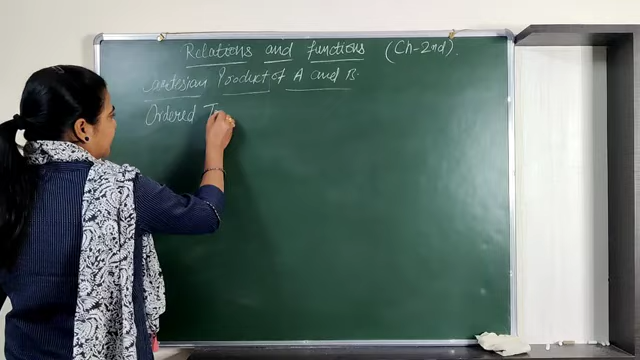 Relations and functions (Ch-2nd).
Cartesian Product of A and B.
Ordered